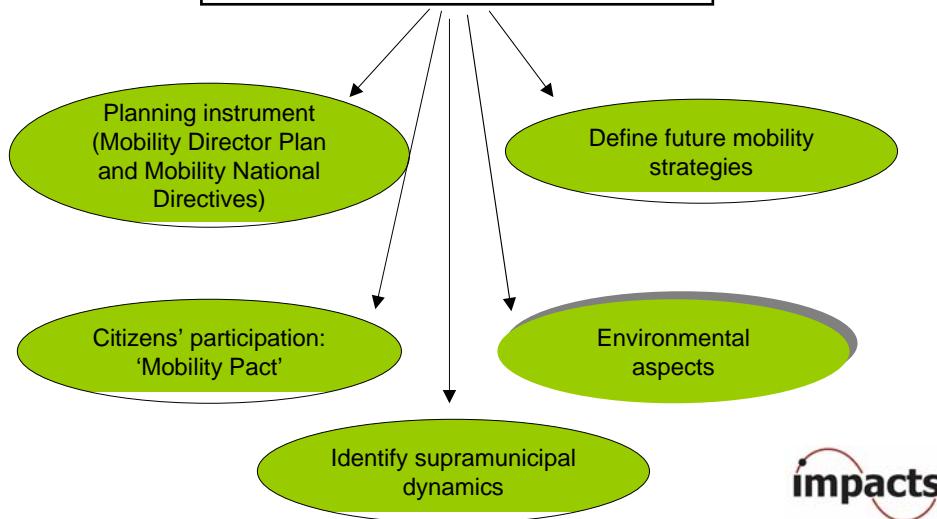 Planning instrument
(Mobility Director Plan
and Mobility National
Directives)
Define future mobility
strategies
Citizens’ participation:
‘Mobility Pact’
Environmental
aspects
Identify supramunicipal
dynamics
impacts